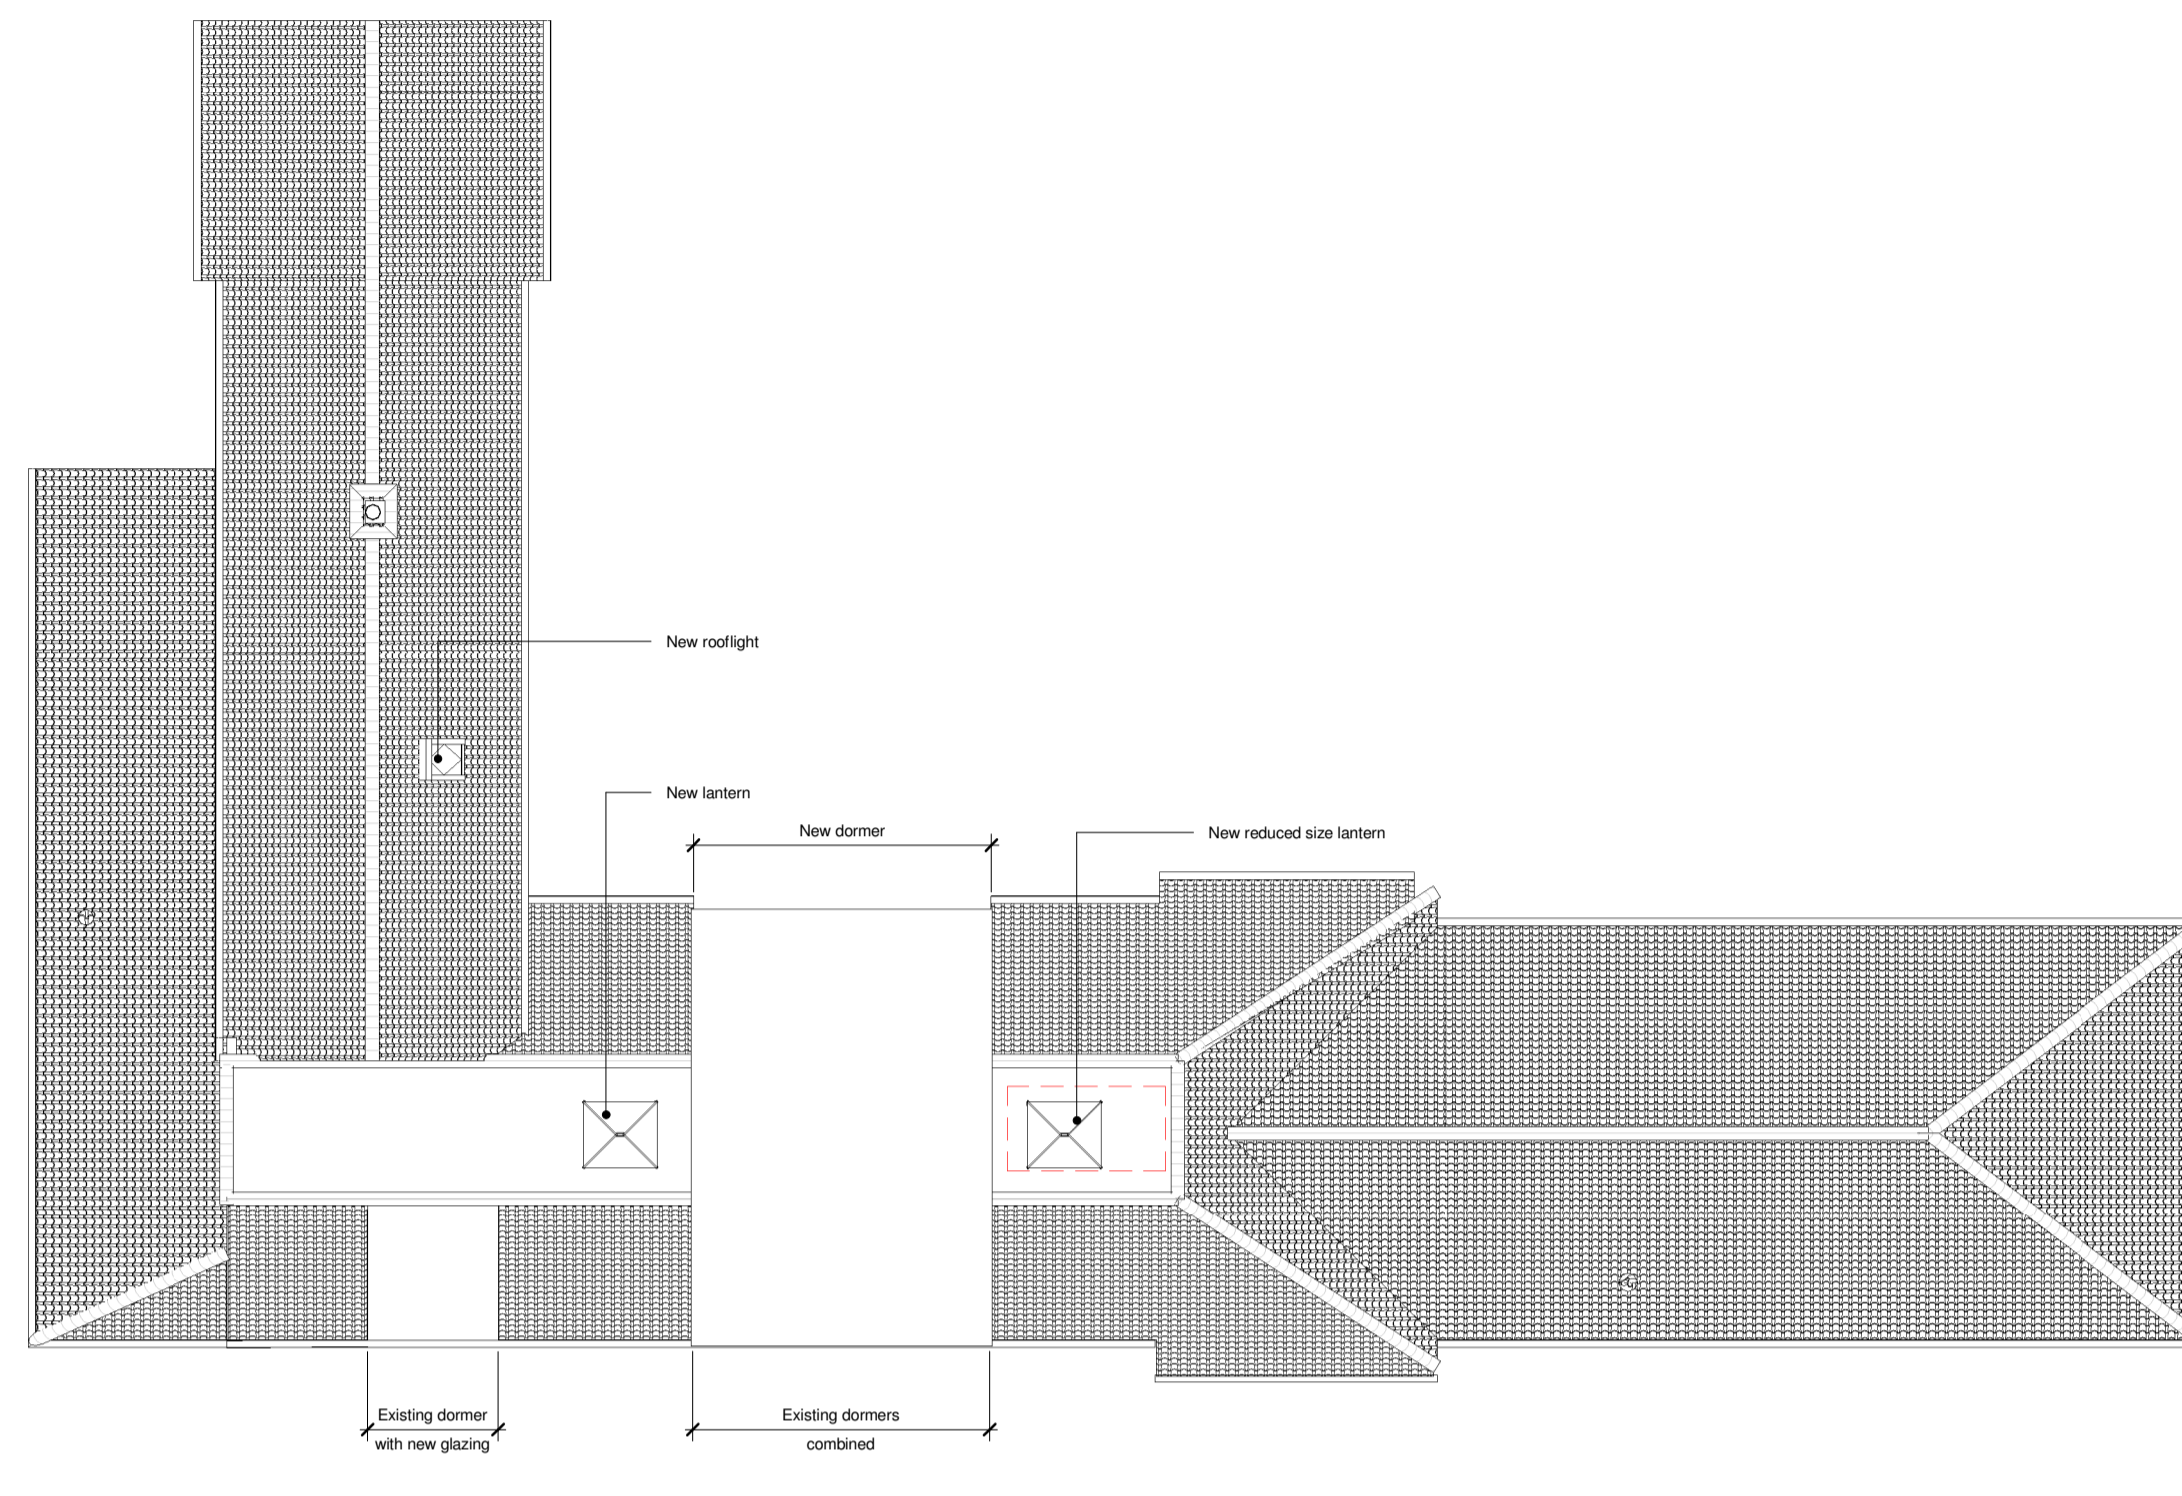 New rooflight
New lantern
New dormer
New reduced size lantern
Existing dormer
with new glazing
Existing dormers
combined